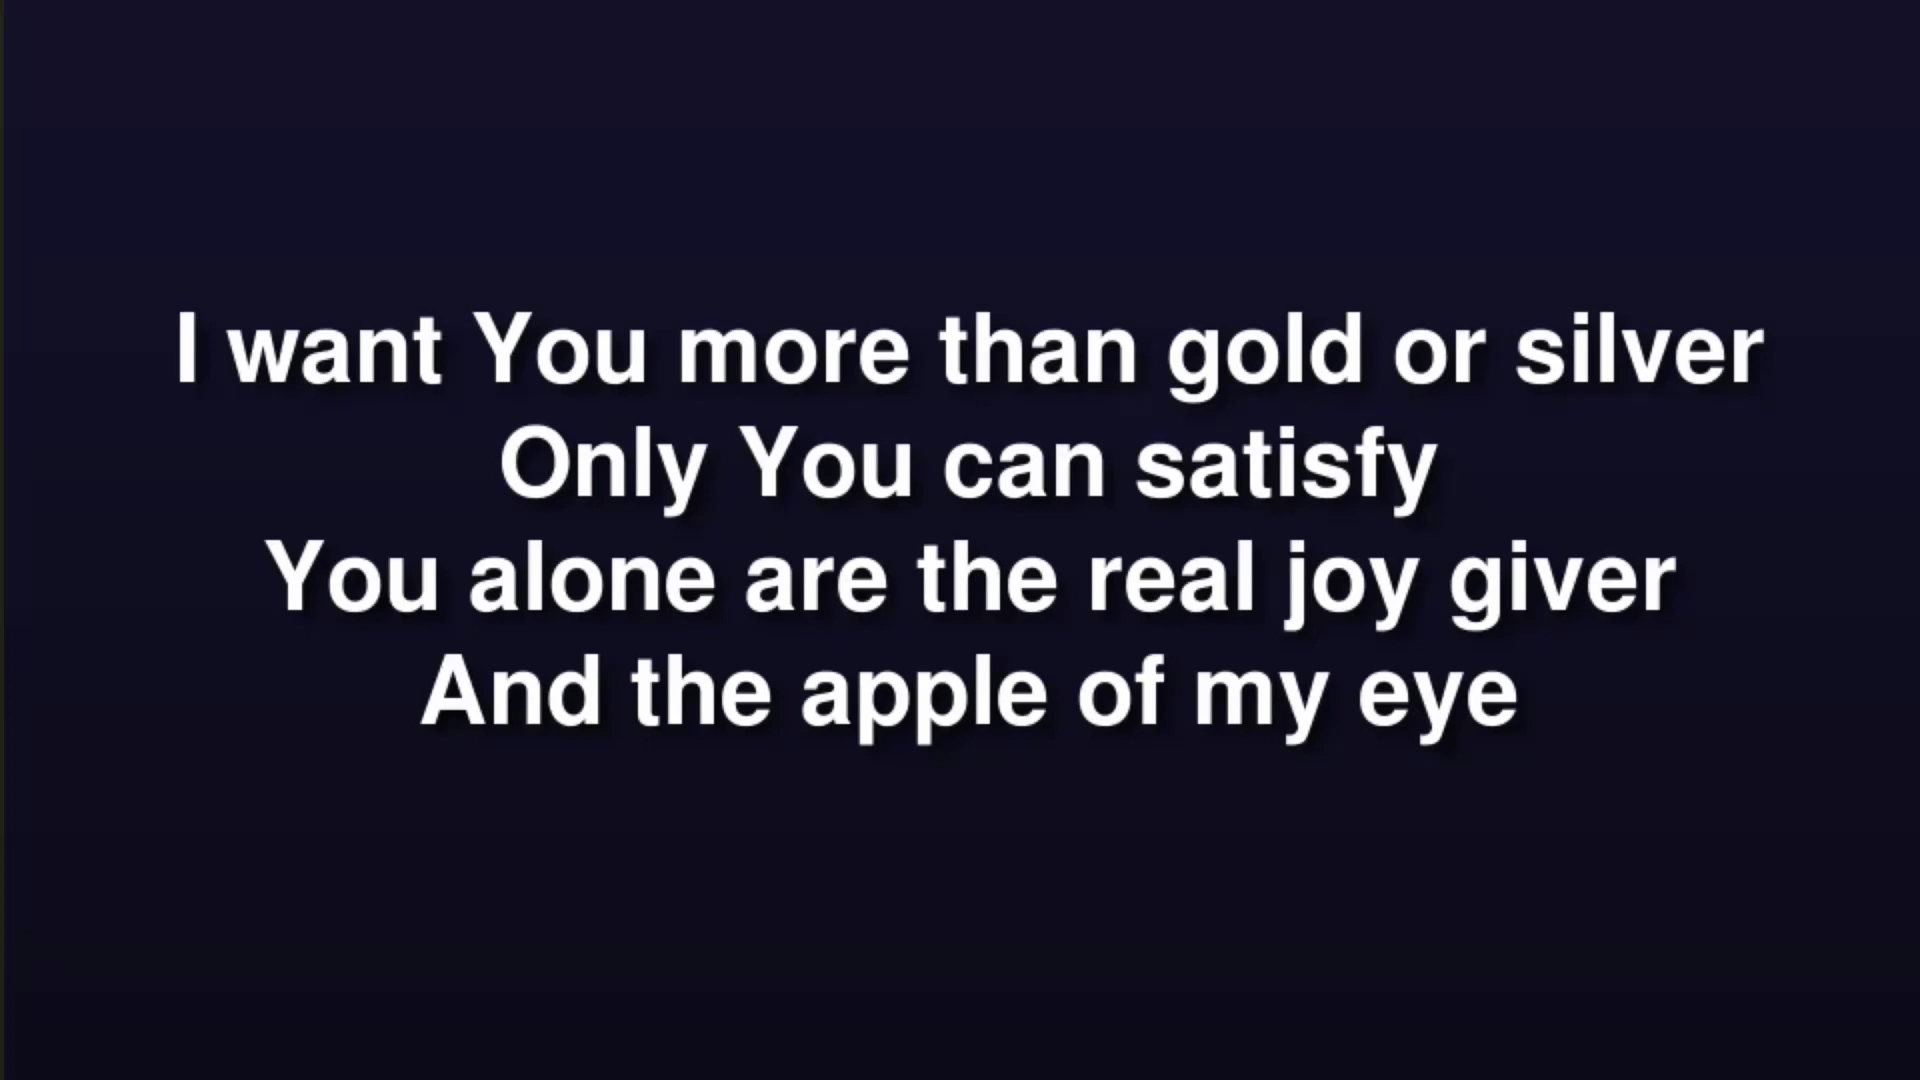 I want You more than gold or silver
Only You can satisfy
You alone are the real joy giver
And the apple of my eye